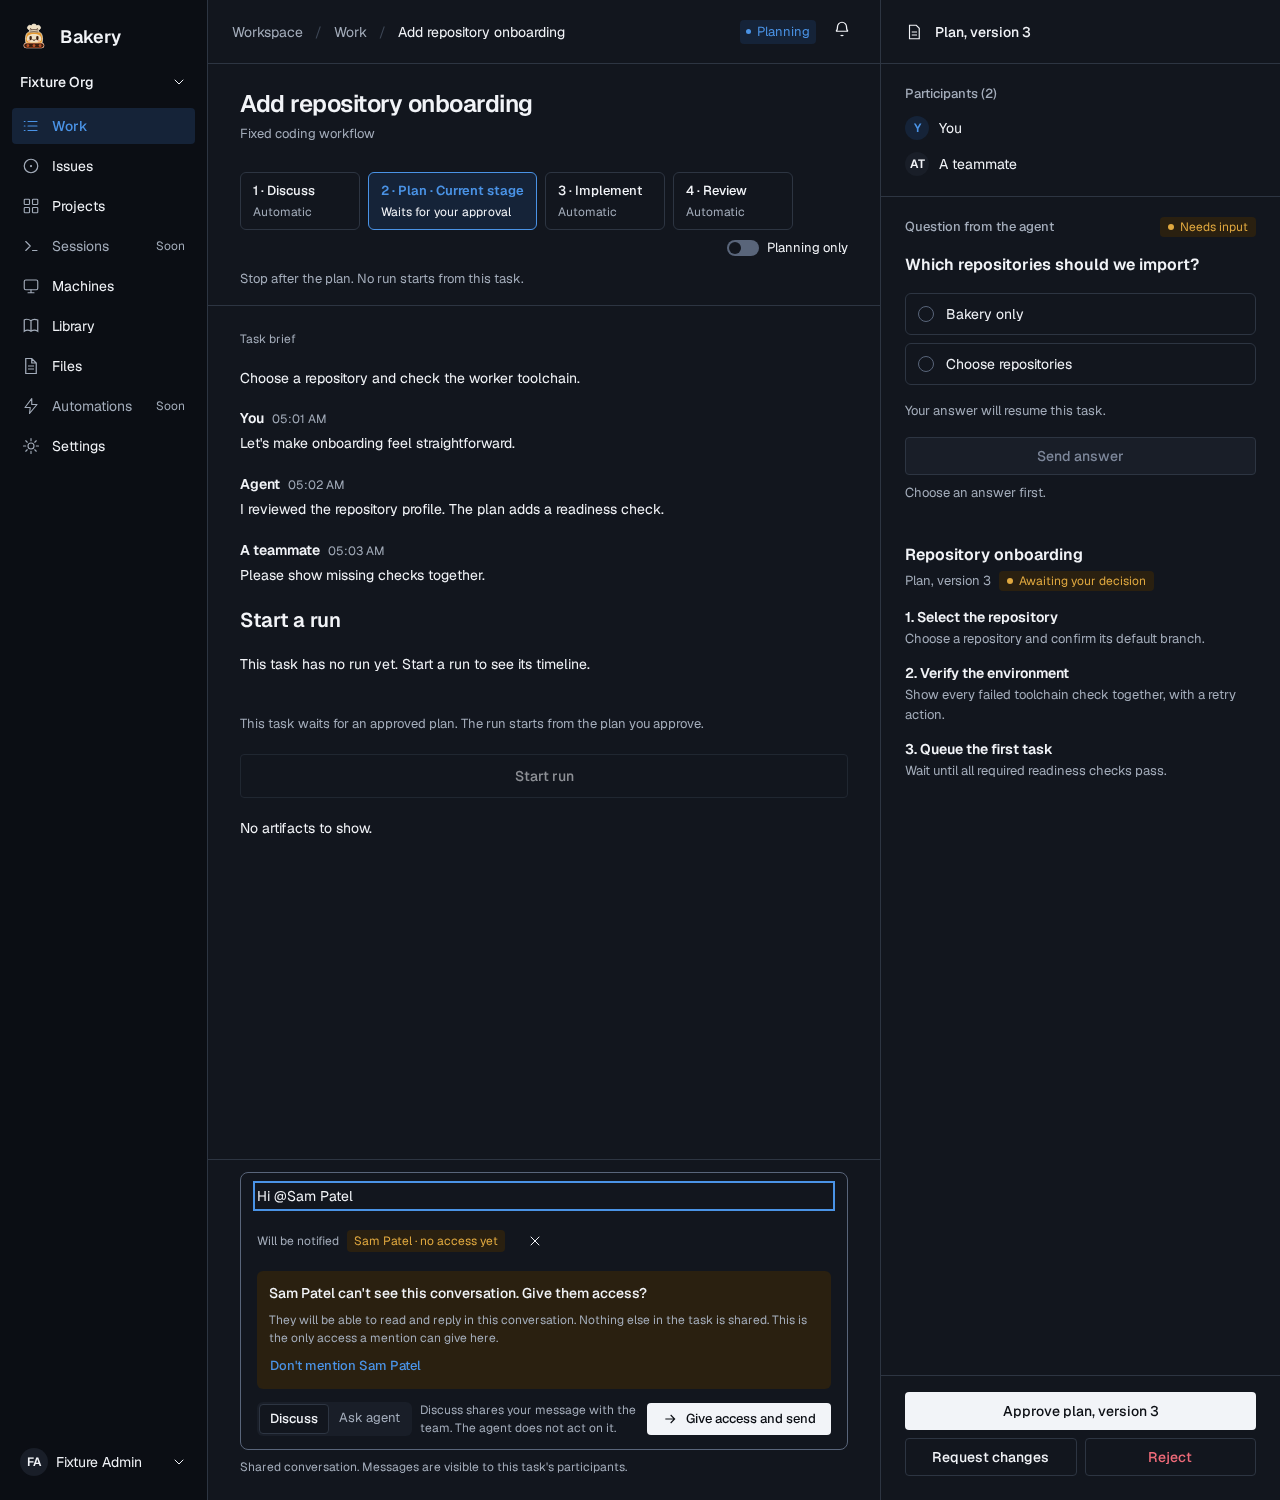 Bakery
Fixture Org
Work
Issues
Projects
Sessions Soon
Machines
Library
Files
Automations Soon
Settings
FA Fixture Admin
Workspace / Work / Add repository onboarding
Planning
Add repository onboarding
Fixed coding workflow
1 · Discuss
Automatic
2 · Plan · Current stage
Waits for your approval
3 · Implement
Automatic
4 · Review
Automatic
Planning only
Stop after the plan. No run starts from this task.
Task brief
Choose a repository and check the worker toolchain.
You 05:01 AM
Let's make onboarding feel straightforward.
Agent 05:02 AM
I reviewed the repository profile. The plan adds a readiness check.
A teammate 05:03 AM
Please show missing checks together.
Start a run
This task has no run yet. Start a run to see its timeline.
This task waits for an approved plan. The run starts from the plan you approve.
Start run
No artifacts to show.
Hi @Sam Patel
Will be notified Sam Patel · no access yet
Sam Patel can't see this conversation. Give them access?
They will be able to read and reply in this conversation. Nothing else in the task is shared. This is
the only access a mention can give here.
Don't mention Sam Patel
Discuss Ask agent
Discuss shares your message with the
team. The agent does not act on it.
Give access and send
Shared conversation. Messages are visible to this task's participants.
Plan, version 3
Participants (2)
Y You
AT A teammate
Question from the agent Needs input
Which repositories should we import?
Bakery only
Choose repositories
Your answer will resume this task.
Send answer
Choose an answer first.
Repository onboarding
Plan, version 3 Awaiting your decision
1. Select the repository
Choose a repository and confirm its default branch.
2. Verify the environment
Show every failed toolchain check together, with a retry
action.
3. Queue the first task
Wait until all required readiness checks pass.
Approve plan, version 3
Request changes
Reject